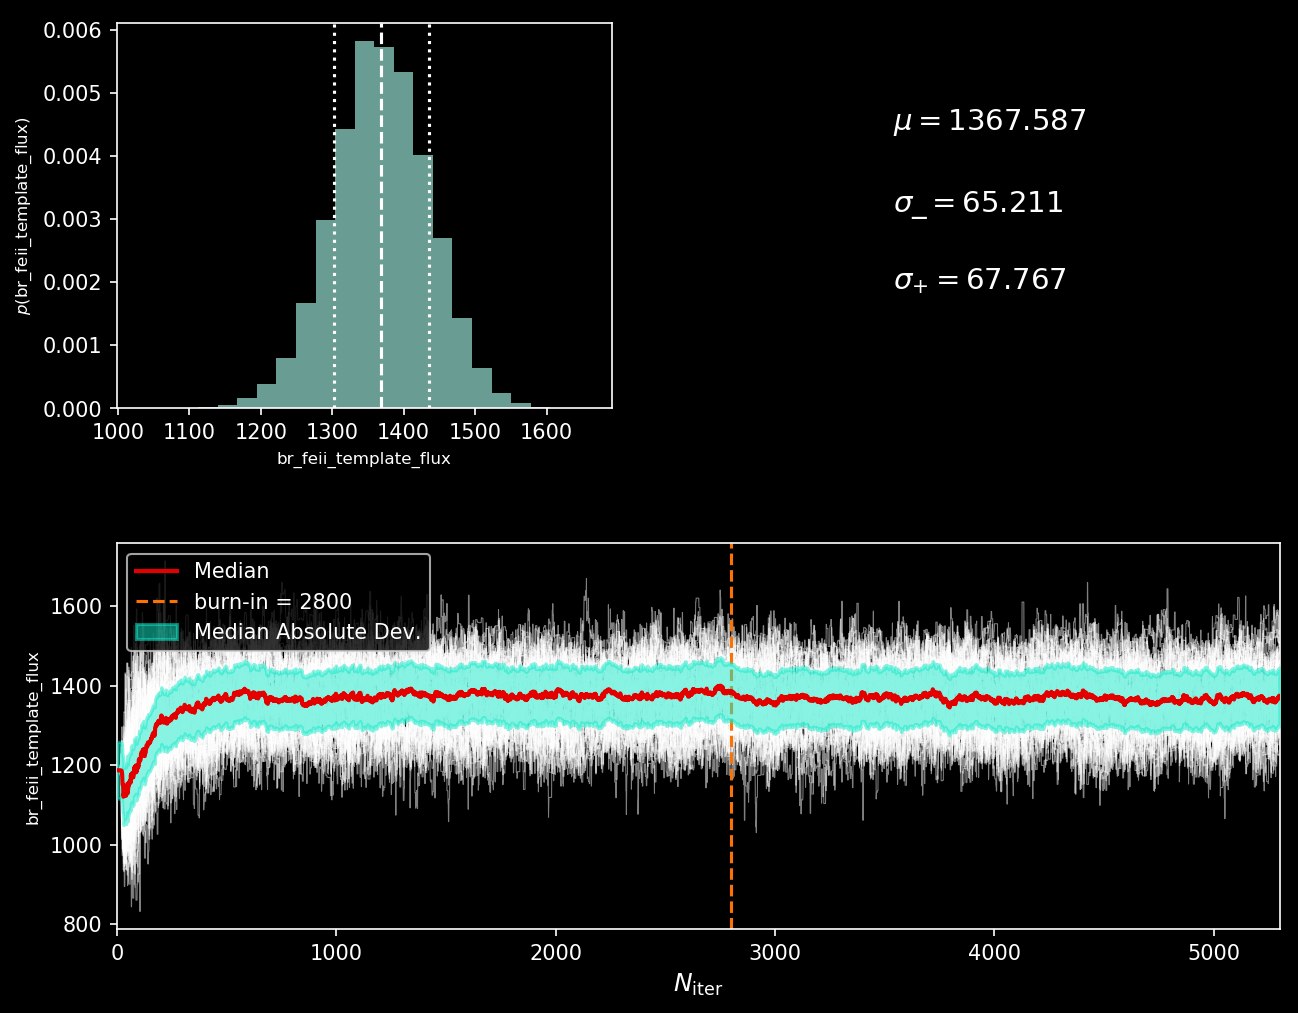 0.006
0.005
0.004
0.003
0.002
0.001
0.000
p(br_feii_template_flux)
1000 1100 1200 1300 1400 1500 1600
br_feii_template_flux
μ = 1367.587
σ_ = 65.211
σ+ = 67.767
Median
burn-in = 2800
Median Absolute Dev.
1600
1400
1200
1000
800
br_feii_template_flux
0 1000 2000 3000 4000 5000
Niter